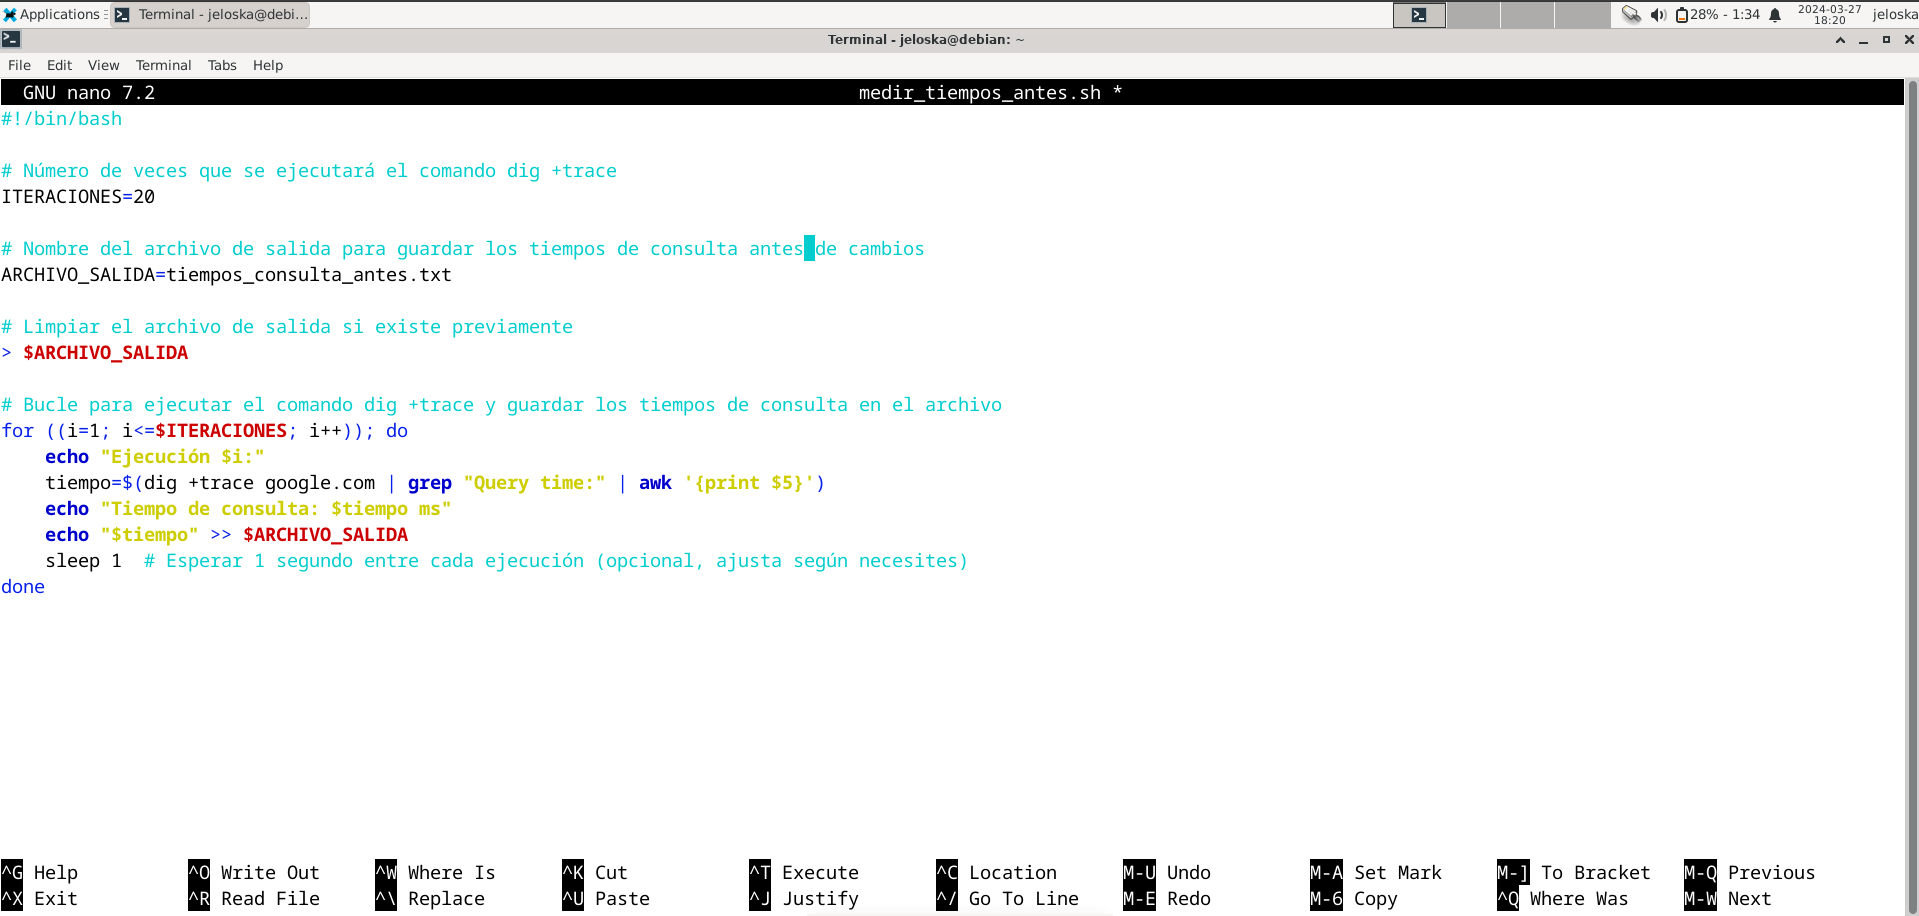 Applications Terminal - jeloska@debi... 28% - 1:34 2024-03-27 18:20 jeloska
Terminal - jeloska@debian: ~
File Edit View Terminal Tabs Help
GNU nano 7.2 medir_tiempos_antes.sh *
#!/bin/bash
# Número de veces que se ejecutará el comando dig +trace
ITERACIONES=20
# Nombre del archivo de salida para guardar los tiempos de consulta antes de cambios
ARCHIVO_SALIDA=tiempos_consulta_antes.txt
# Limpiar el archivo de salida si existe previamente
> $ARCHIVO_SALIDA
# Bucle para ejecutar el comando dig +trace y guardar los tiempos de consulta en el archivo
for ((i=1; i<=$ITERACIONES; i++)); do
    echo "Ejecución $i:"
    tiempo=$(dig +trace google.com | grep "Query time:" | awk '{print $5}')
    echo "Tiempo de consulta: $tiempo ms"
    echo "$tiempo" >> $ARCHIVO_SALIDA
    sleep 1  # Esperar 1 segundo entre cada ejecución (opcional, ajusta según necesites)
done
^G Help ^O Write Out ^W Where Is ^K Cut ^T Execute ^C Location M-U Undo M-A Set Mark M-] To Bracket M-Q Previous
^X Exit ^R Read File ^\ Replace ^U Paste ^J Justify ^/ Go To Line M-E Redo M-6 Copy ^Q Where Was M-W Next